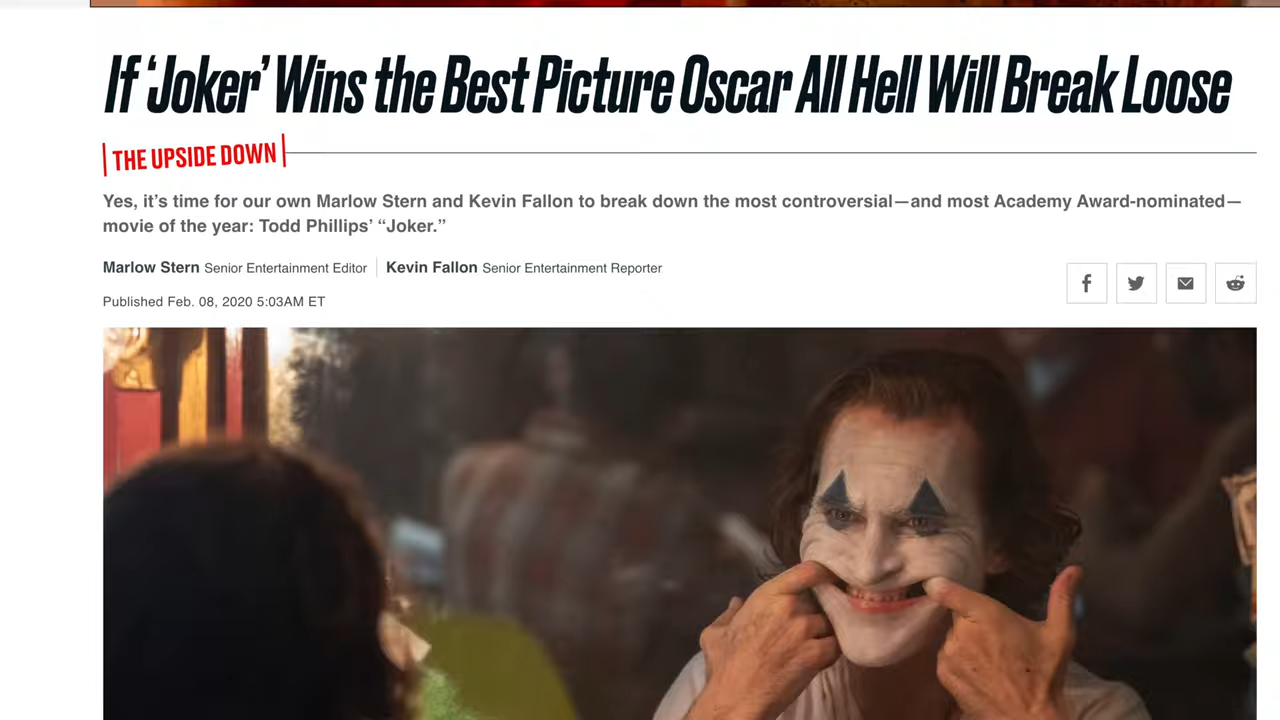 If ‘Joker’ Wins the Best Picture Oscar All Hell Will Break Loose
THE UPSIDE DOWN
Yes, it’s time for our own Marlow Stern and Kevin Fallon to break down the most controversial—and most Academy Award-nominated—
movie of the year: Todd Phillips’ “Joker.”
Marlow Stern Senior Entertainment Editor Kevin Fallon Senior Entertainment Reporter
Published Feb. 08, 2020 5:03AM ET